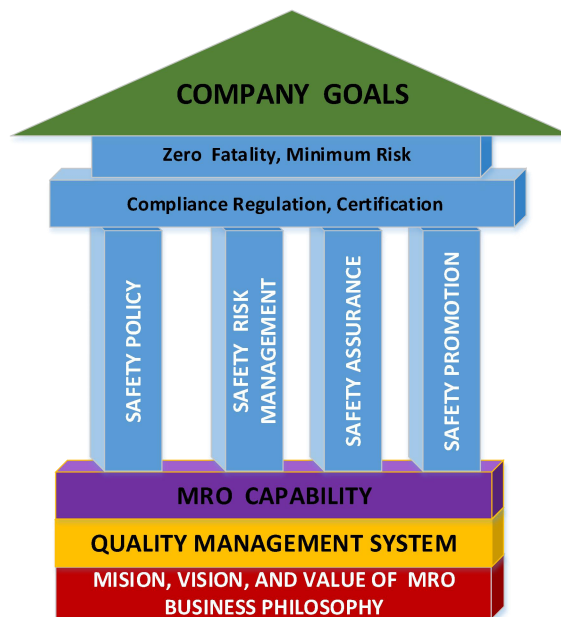 COMPANY GOALS
Zero Fatality, Minimum Risk
Compliance Regulation, Certification
SAFETY POLICY
SAFETY RISK
MANAGEMENT
SAFETY ASSURANCE
SAFETY PROMOTION
MRO CAPABILITY
QUALITY MANAGEMENT SYSTEM
MISION, VISION, AND VALUE OF MRO
BUSINESS PHILOSOPHY